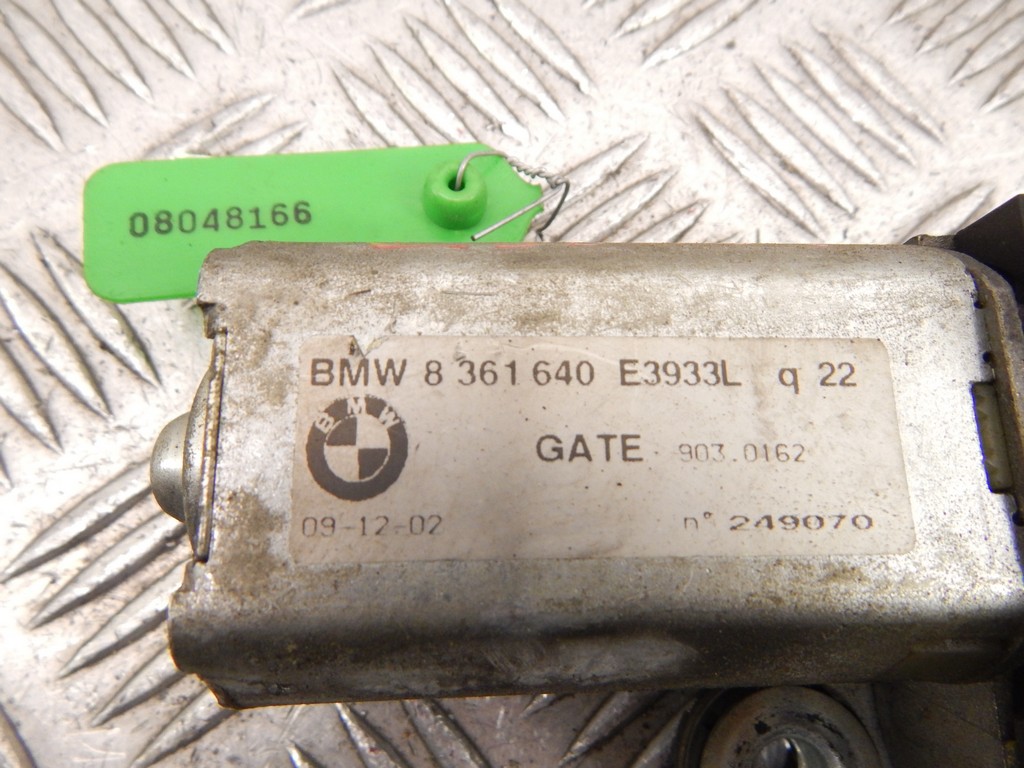 08048166
BMW 8 361 640 E3933L q 22
BMW
GATE 903.0162
09-12-02 n° 249070